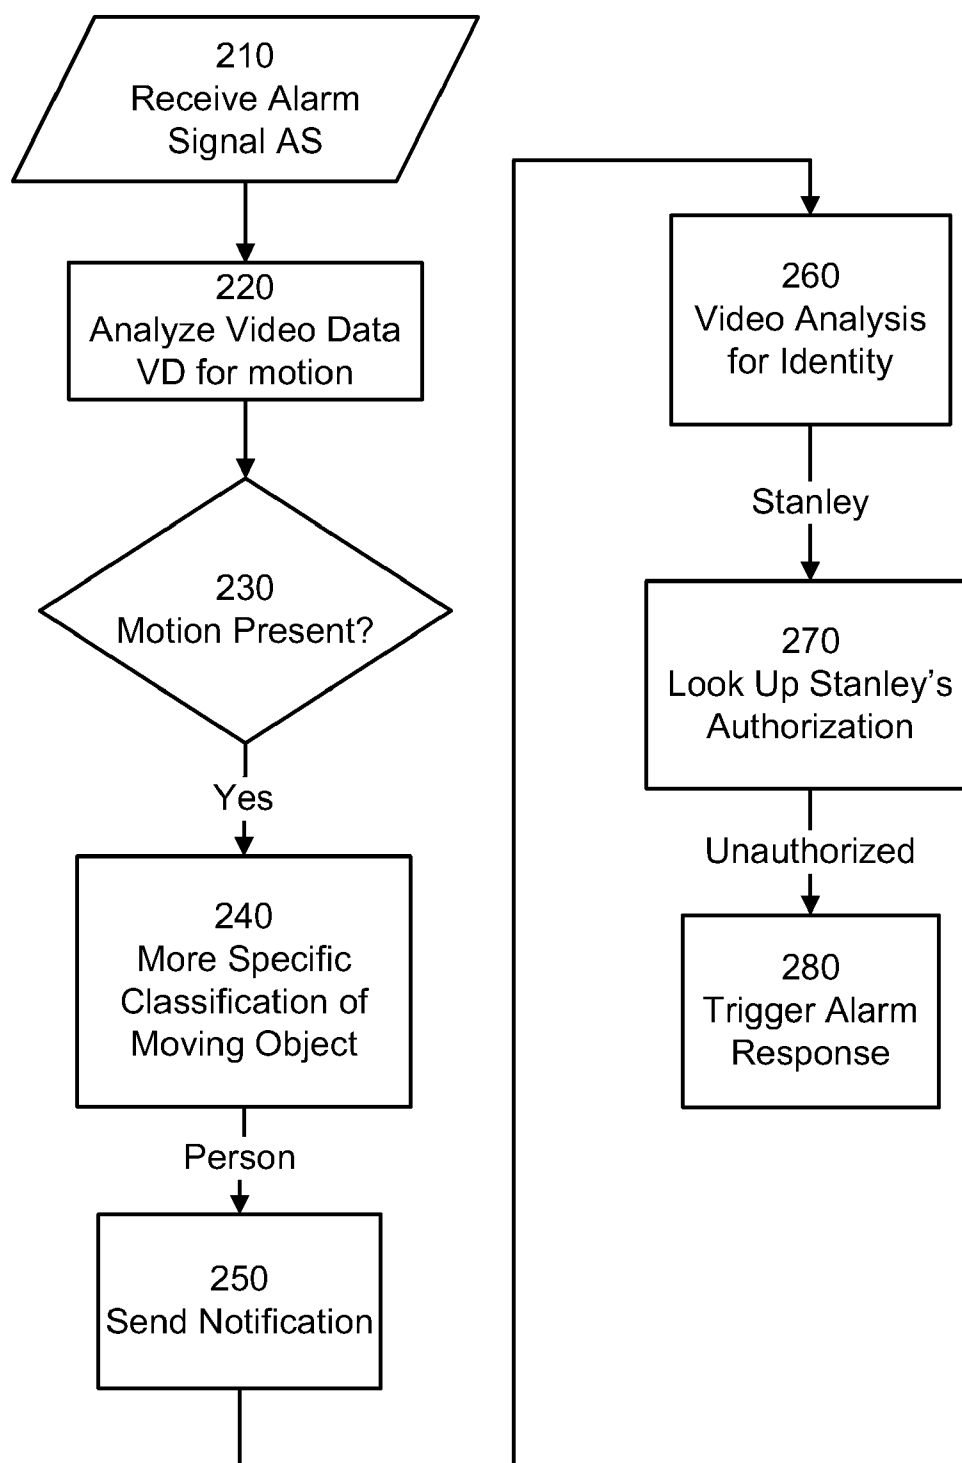 210
Receive Alarm
Signal AS
220
Analyze Video Data
VD for motion
230
Motion Present?
Yes
240
More Specific
Classification of
Moving Object
Person
250
Send Notification
260
Video Analysis
for Identity
Stanley
270
Look Up Stanley’s
Authorization
Unauthorized
280
Trigger Alarm
Response